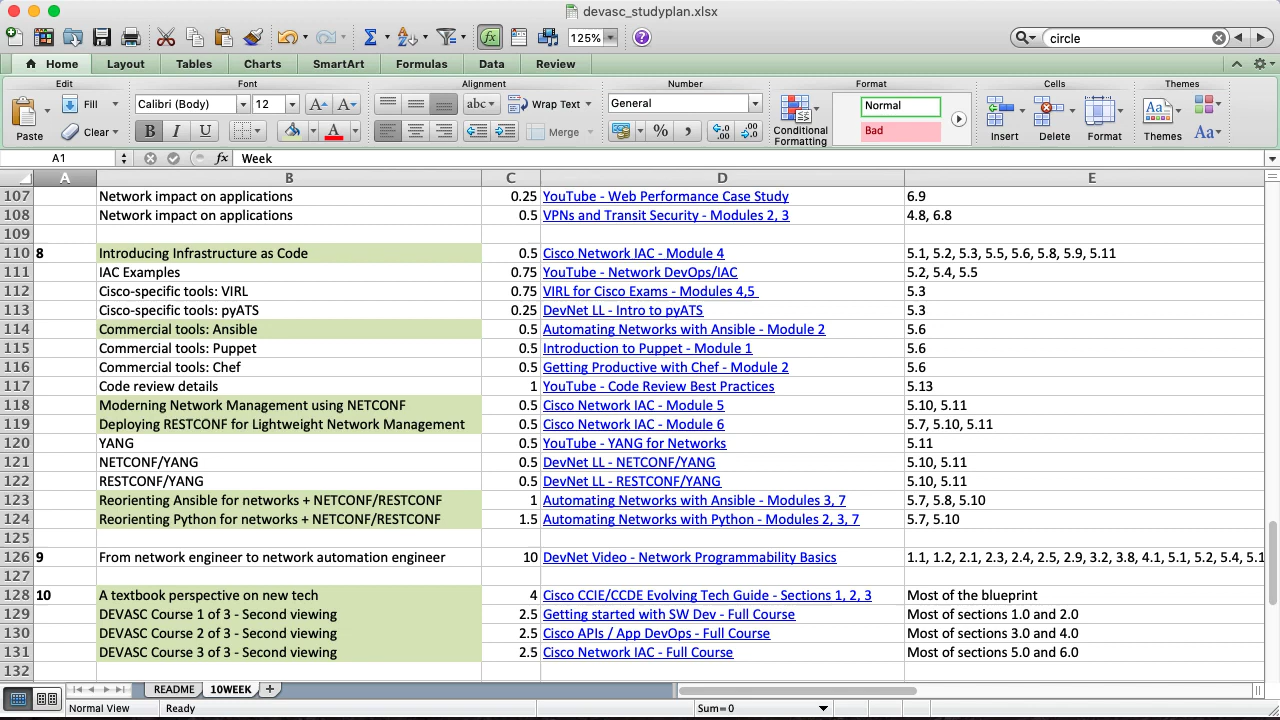 devasc_studyplan.xlsx
125%
circle
Home Layout Tables Charts SmartArt Formulas Data Review
Edit Font Alignment Number Format Cells Themes
Paste Fill Clear Calibri (Body) 12 A A B I U A abc Wrap Text Merge General % Conditional Formatting Normal Bad Insert Delete Format Themes Aa
A1 fx Week
A B C D E
107 Network impact on applications 0.25 YouTube - Web Performance Case Study 6.9
108 Network impact on applications 0.5 VPNs and Transit Security - Modules 2, 3 4.8, 6.8
109
110 8 Introducing Infrastructure as Code 0.5 Cisco Network IAC - Module 4 5.1, 5.2, 5.3, 5.5, 5.6, 5.8, 5.9, 5.11
111 IAC Examples 0.75 YouTube - Network DevOps/IAC 5.2, 5.4, 5.5
112 Cisco-specific tools: VIRL 0.75 VIRL for Cisco Exams - Modules 4,5 5.3
113 Cisco-specific tools: pyATS 0.25 DevNet LL - Intro to pyATS 5.3
114 Commercial tools: Ansible 0.5 Automating Networks with Ansible - Module 2 5.6
115 Commercial tools: Puppet 0.5 Introduction to Puppet - Module 1 5.6
116 Commercial tools: Chef 0.5 Getting Productive with Chef - Module 2 5.6
117 Code review details 1 YouTube - Code Review Best Practices 5.13
118 Moderning Network Management using NETCONF 0.5 Cisco Network IAC - Module 5 5.10, 5.11
119 Deploying RESTCONF for Lightweight Network Management 0.5 Cisco Network IAC - Module 6 5.7, 5.10, 5.11
120 YANG 0.5 YouTube - YANG for Networks 5.11
121 NETCONF/YANG 0.5 DevNet LL - NETCONF/YANG 5.10, 5.11
122 RESTCONF/YANG 0.5 DevNet LL - RESTCONF/YANG 5.10, 5.11
123 Reorienting Ansible for networks + NETCONF/RESTCONF 1 Automating Networks with Ansible - Modules 3, 7 5.7, 5.8, 5.10
124 Reorienting Python for networks + NETCONF/RESTCONF 1.5 Automating Networks with Python - Modules 2, 3, 7 5.7, 5.10
125
126 9 From network engineer to network automation engineer 10 DevNet Video - Network Programmability Basics 1.1, 1.2, 2.1, 2.3, 2.4, 2.5, 2.9, 3.2, 3.8, 4.1, 5.1, 5.2, 5.4, 5.1
127
128 10 A textbook perspective on new tech 4 Cisco CCIE/CCDE Evolving Tech Guide - Sections 1, 2, 3 Most of the blueprint
129 DEVASC Course 1 of 3 - Second viewing 2.5 Getting started with SW Dev - Full Course Most of sections 1.0 and 2.0
130 DEVASC Course 2 of 3 - Second viewing 2.5 Cisco APIs / App DevOps - Full Course Most of sections 3.0 and 4.0
131 DEVASC Course 3 of 3 - Second viewing 2.5 Cisco Network IAC - Full Course Most of sections 5.0 and 6.0
132
README 10WEEK
Normal View Ready Sum=0